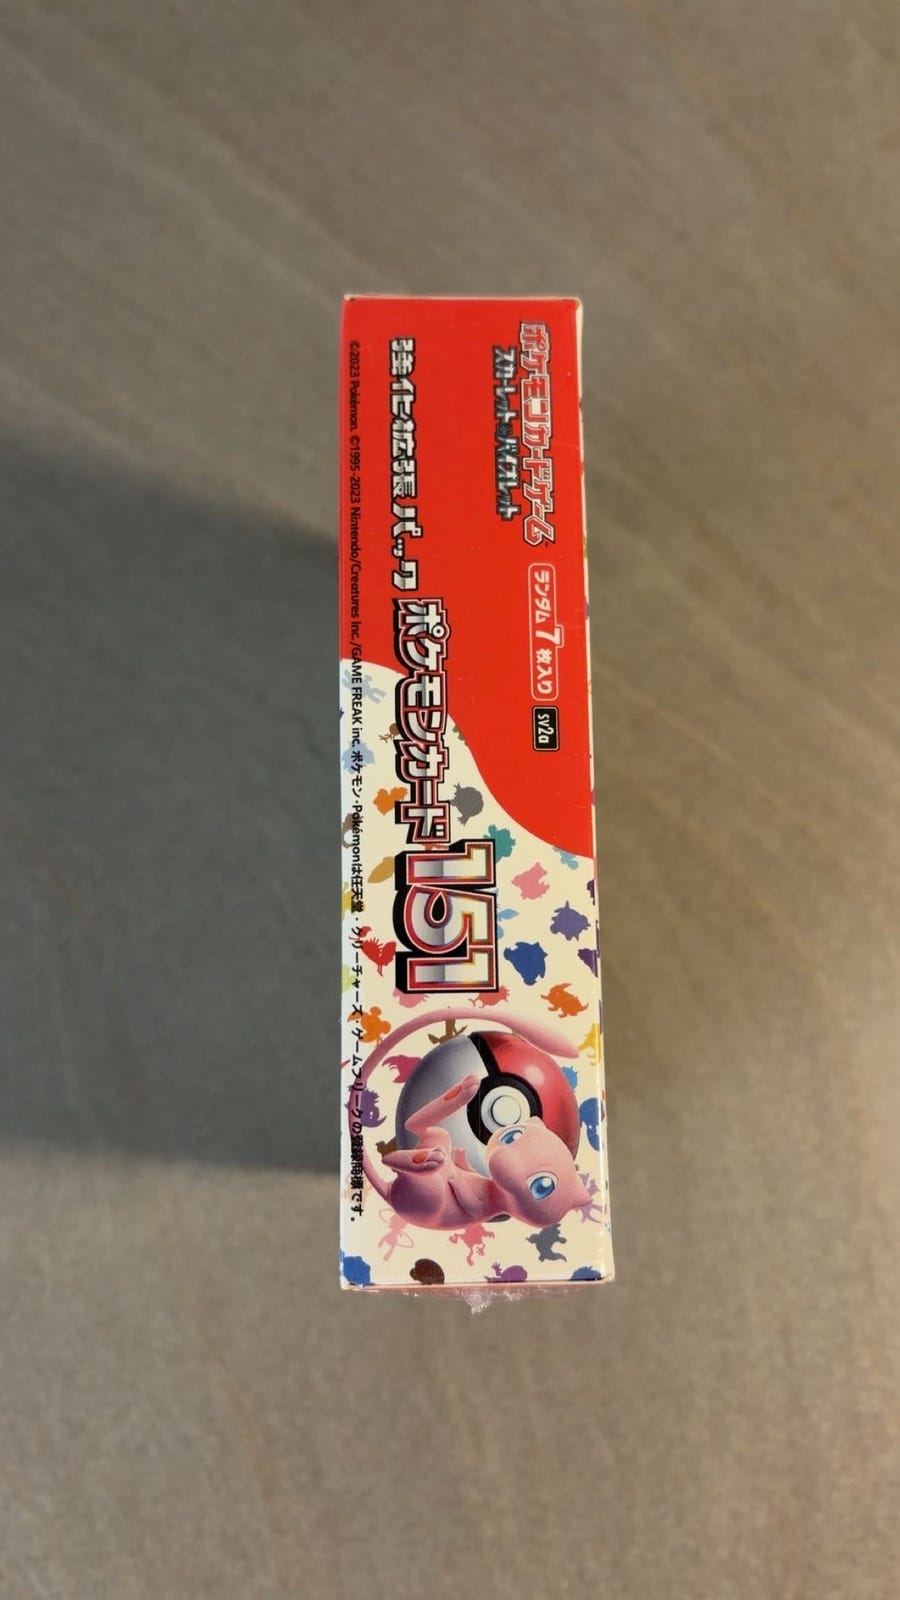 ポケモンカードゲーム
スカーレット&バイオレット
ランダム7枚入り
SV2a
強化拡張パック
ポケモンカード151
©2023 Pokémon. ©1995-2023 Nintendo/Creatures Inc./GAME FREAK inc. ポケモン・Pokémonは任天堂・クリーチャーズ・ゲームフリークの登録商標です。